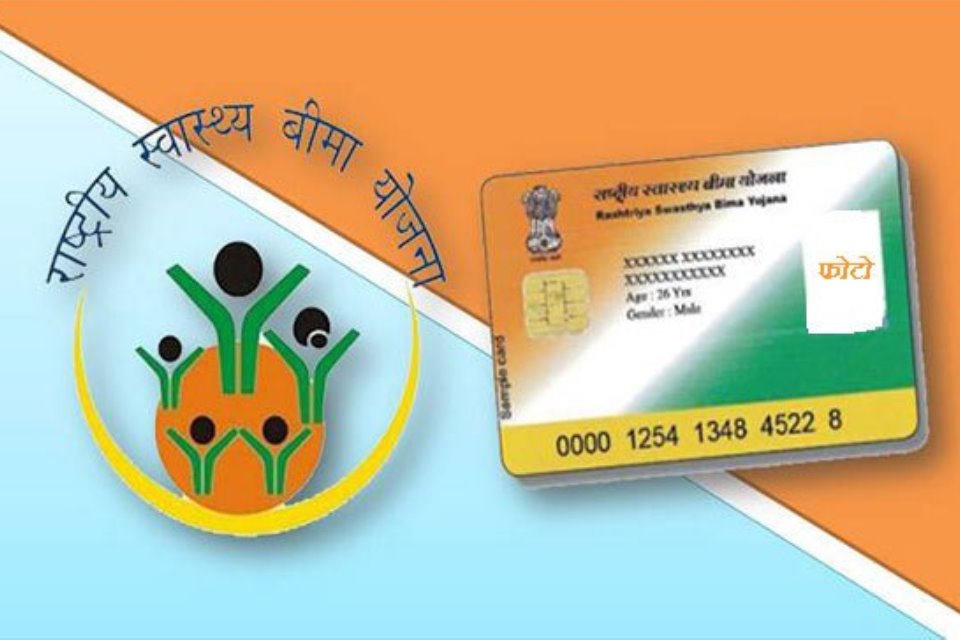 राष्ट्रीय स्वास्थ्य बीमा योजना
राष्ट्रीय स्वास्थ्य बीमा योजना
Rashtriya Swasthya Bima Yojana
XXXXXX XXXXXXXX
XXXXXXXXXXX
Age : 26 Yrs
Gender : Male
फोटो
Sample card
0000 1254 1348 4522 8